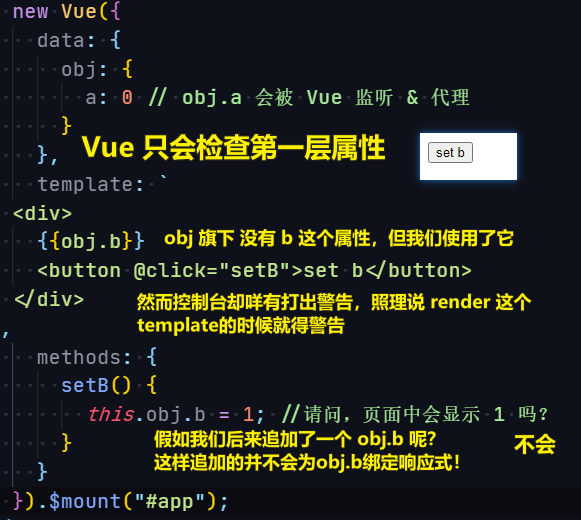 new Vue({
data: {
obj: {
a: 0 // obj.a 会被 Vue 监听 & 代理
}
Vue 只会检查第一层属性
},
set b
template: `
<div>
{{obj.b}}
obj 旗下 没有 b 这个属性，但我们使用了它
<button @click="setB">set b</button>
</div>
然而控制台却咩有打出警告，照理说 render 这个
template的时候就得警告
,
methods: {
setB() {
this.obj.b = 1; //请问，页面中会显示 1 吗?
}
假如我们后来追加了一个 obj.b 呢?
不会
这样追加的并不会为obj.b绑定响应式!
}
}).$mount("#app");